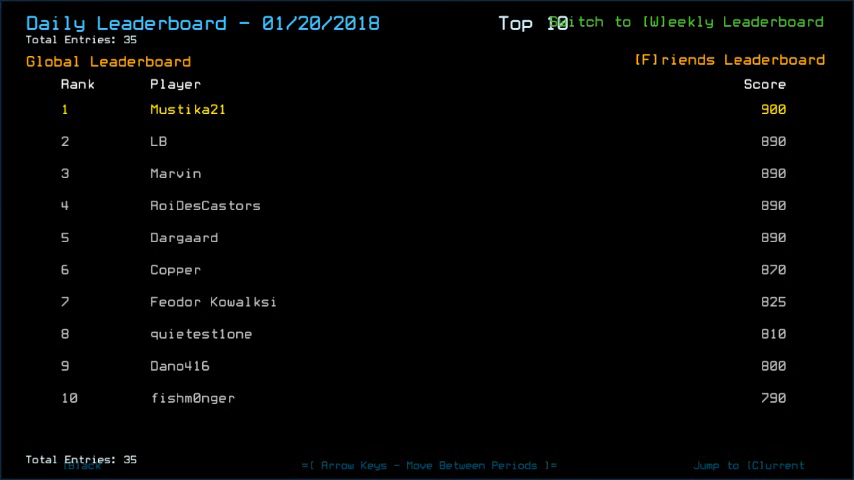 Daily Leaderboard - 01/20/2018 Top 10 Switch to [W]eekly Leaderboard
Total Entries: 35
Global Leaderboard [F]riends Leaderboard
Rank Player Score
1 Mustika21 900
2 LB 890
3 Marvin 890
4 RoiDesCastors 890
5 Dargaard 890
6 Copper 870
7 Feodor Kowalksi 825
8 quietest1one 810
9 Dano416 800
10 fishm0nger 790
Total Entries: 35
[B]ack =[ Arrow Keys - Move Between Periods ]= Jump to [C]urrent